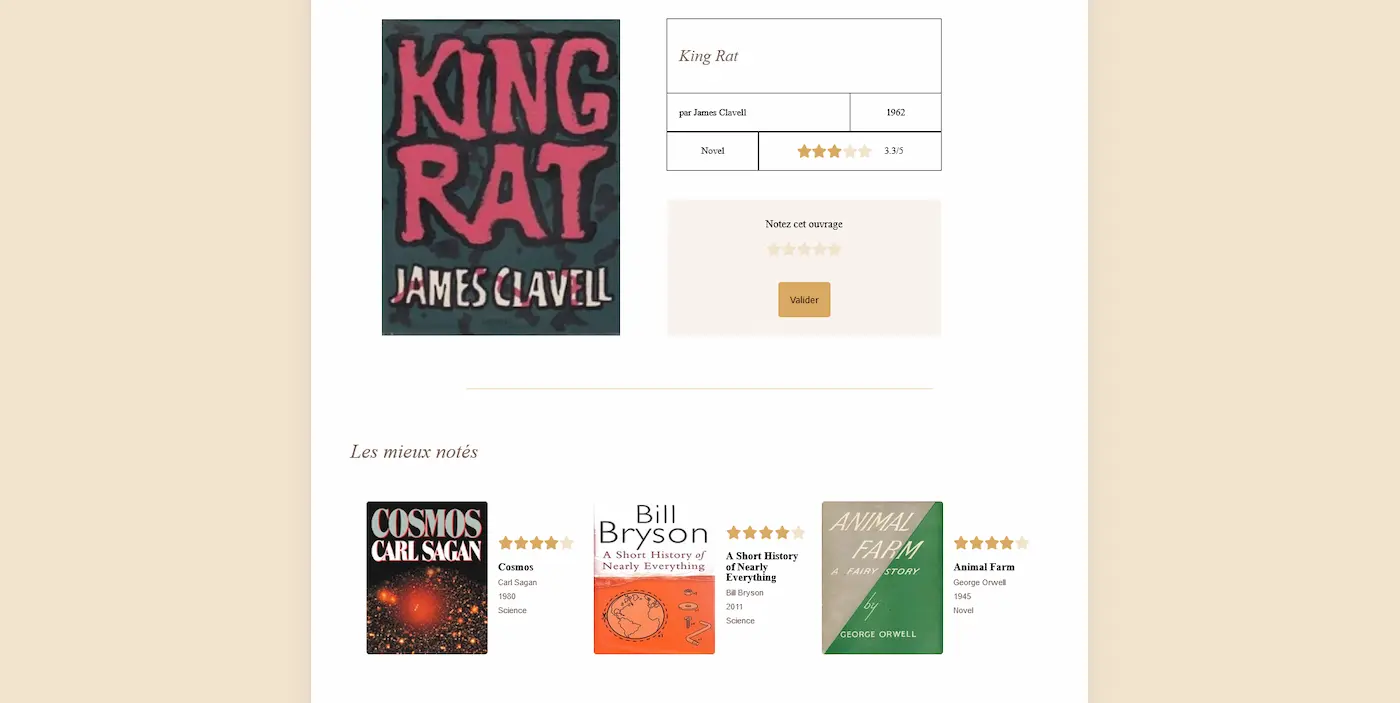 KING
RAT
JAMES CLAVELL
King Rat
par James Clavell
1962
Novel
3.3/5
Notez cet ouvrage
Valider
Les mieux notés
COSMOS
CARL SAGAN
Cosmos
Carl Sagan
1980
Science
Bill
Bryson
A Short History of
Nearly Everything
A Short History
of Nearly
Everything
Bill Bryson
2011
Science
ANIMAL
FARM
A FAIRY STORY
by
GEORGE ORWELL
Animal Farm
George Orwell
1945
Novel